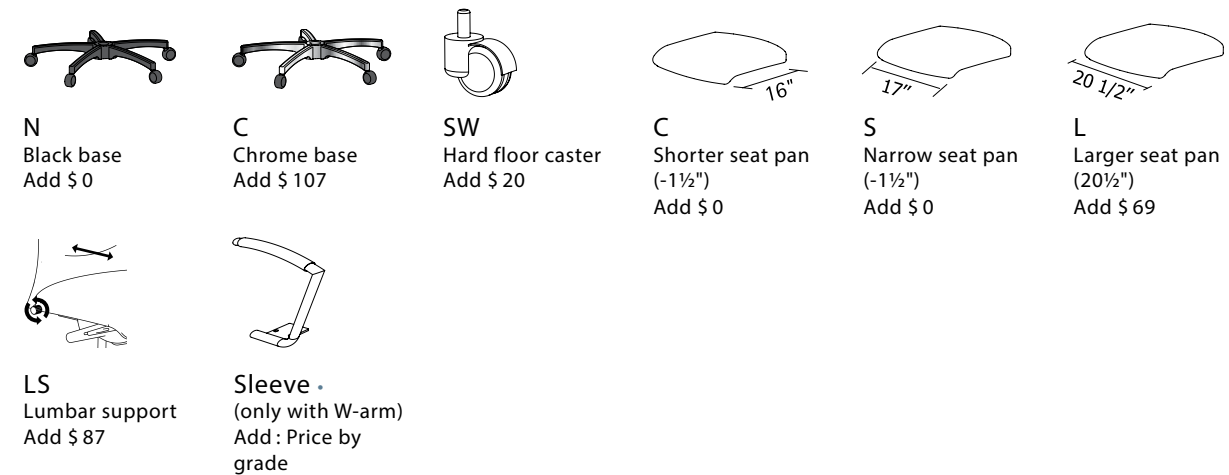 16"
17"
20 1/2"
N
Black base
Add $ 0
C
Chrome base
Add $ 107
SW
Hard floor caster
Add $ 20
C
Shorter seat pan
(-1½")
Add $ 0
S
Narrow seat pan
(-1½")
Add $ 0
L
Larger seat pan
(20½")
Add $ 69
LS
Lumbar support
Add $ 87
Sleeve •
(only with W-arm)
Add : Price by
grade